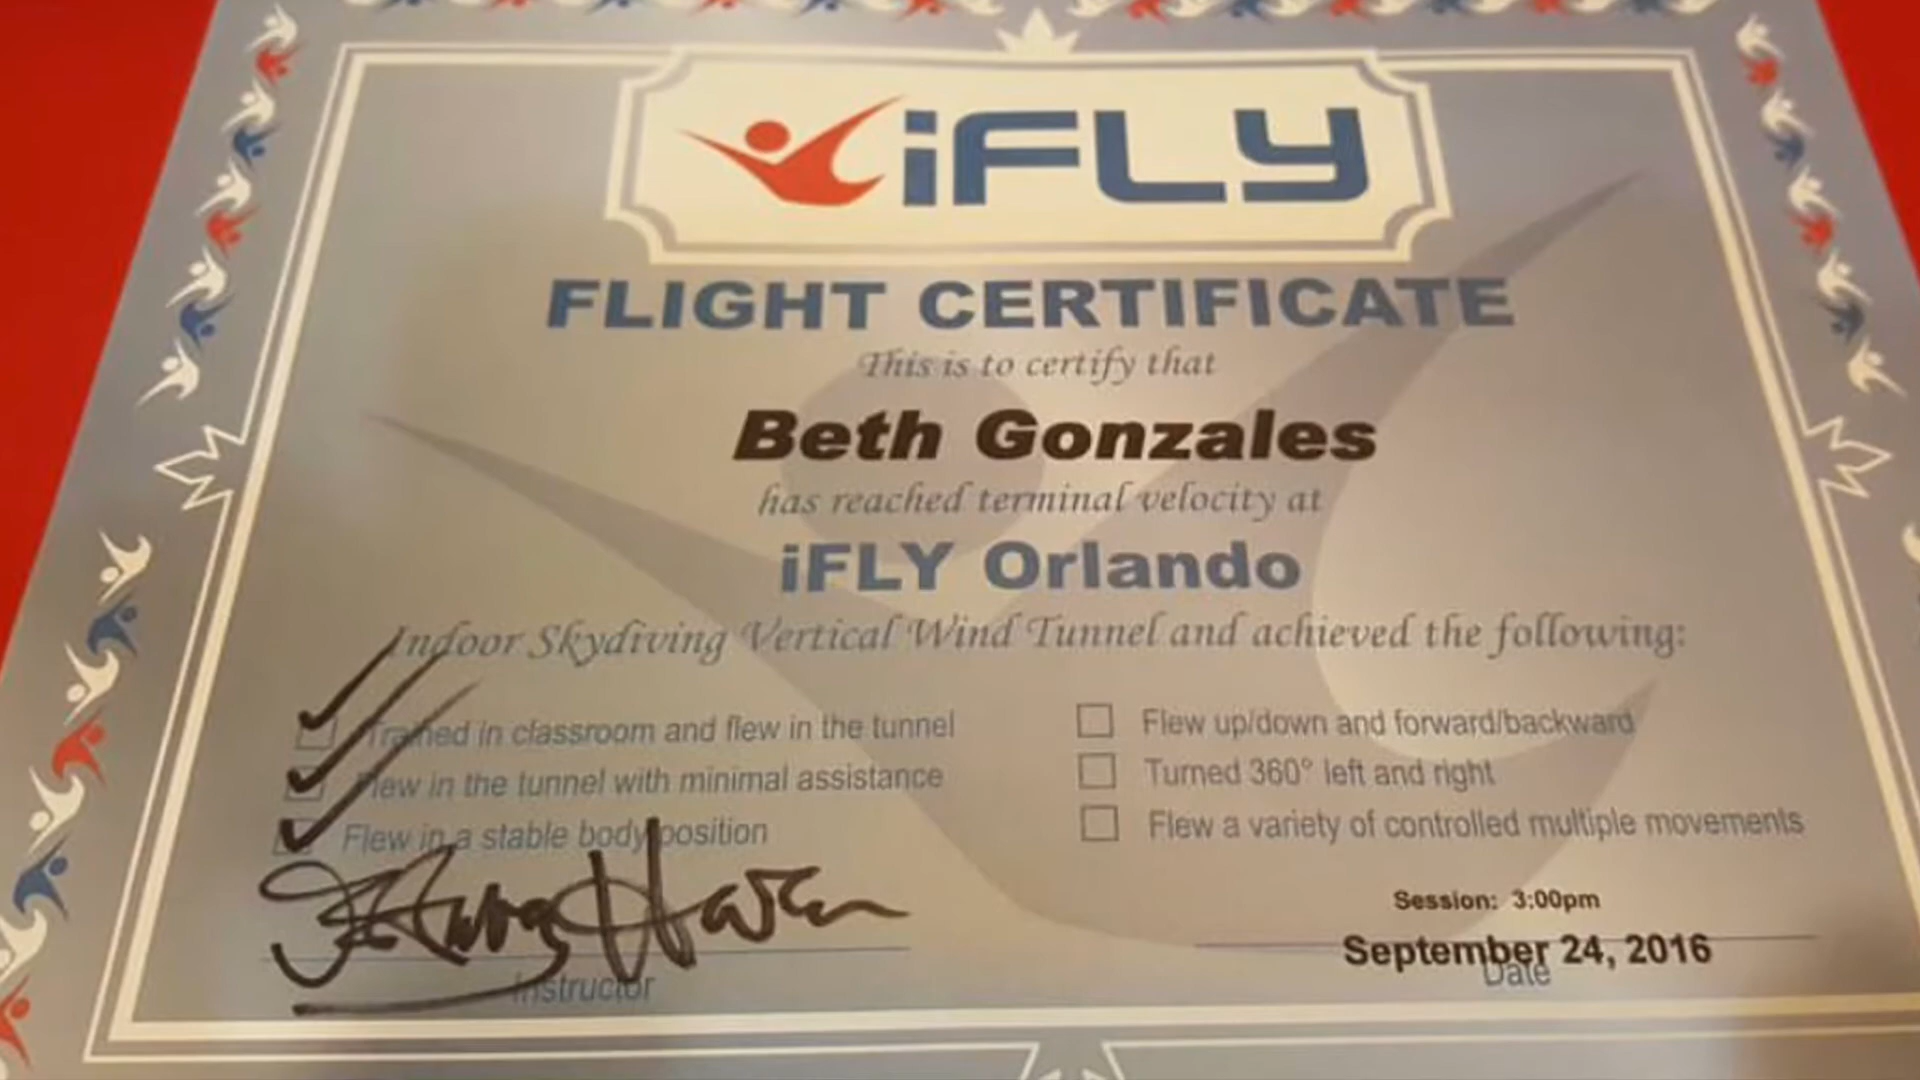 iFLY
FLIGHT CERTIFICATE
This is to certify that
Beth Gonzales
has reached terminal velocity at
iFLY Orlando
Indoor Skydiving Vertical Wind Tunnel and achieved the following:
Trained in classroom and flew in the tunnel
Flew in the tunnel with minimal assistance
Flew in a stable body position
Flew up/down and forward/backward
Turned 360° left and right
Flew a variety of controlled multiple movements
Session: 3:00pm
September 24, 2016
Instructor
Date